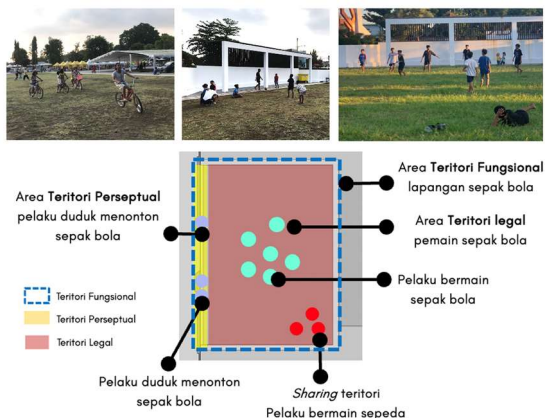 Area Teritori Perseptual
pelaku duduk menonton
sepak bola
Area Teritori Fungsional
lapangan sepak bola
Area Teritori legal
pemain sepak bola
Pelaku bermain
sepak bola
Teritori Fungsional
Teritori Perseptual
Teritori Legal
Pelaku duduk menonton
sepak bola
Sharing teritori
Pelaku bermain sepeda